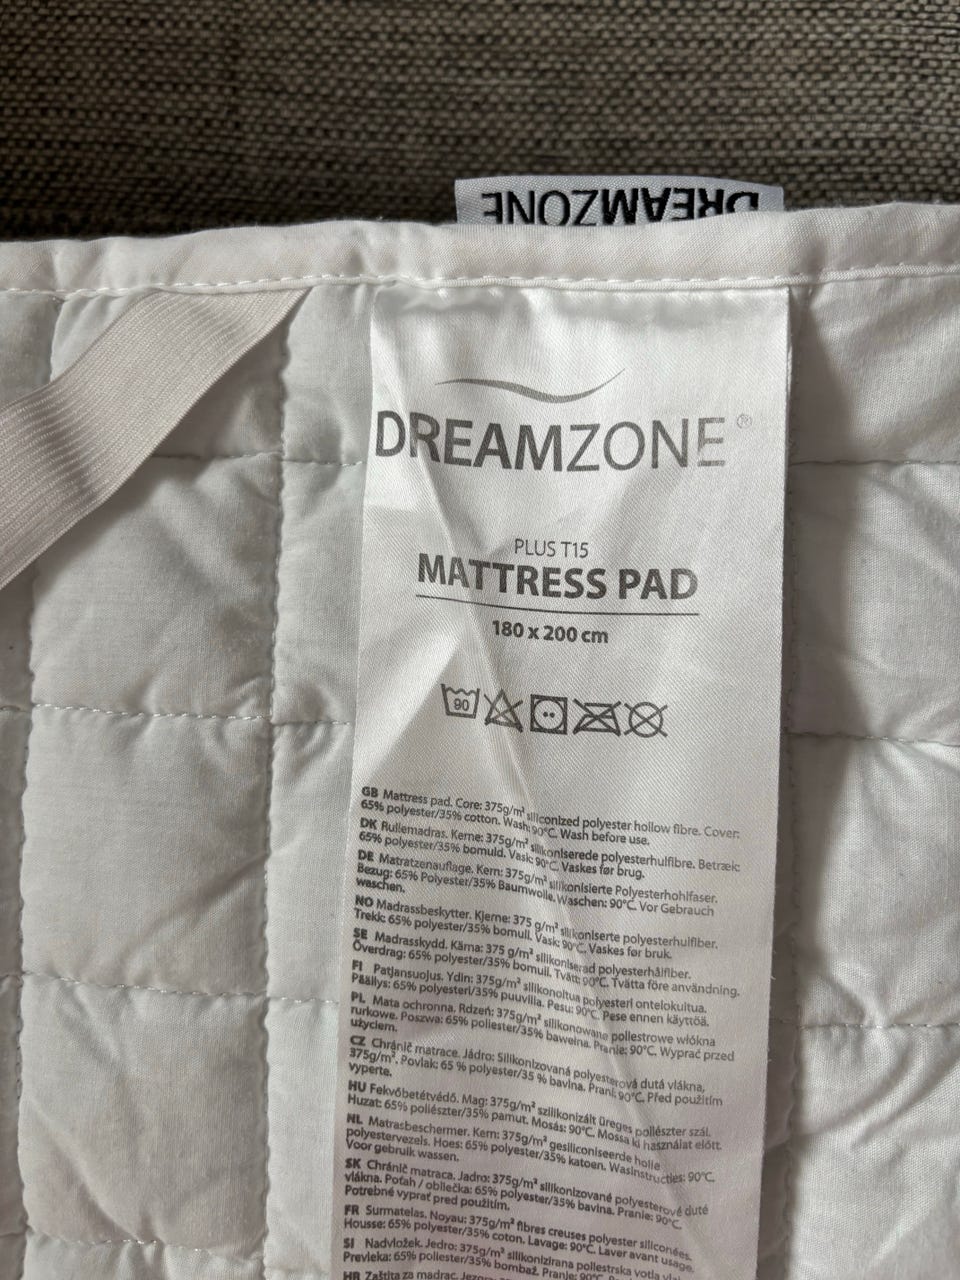 DREAMZONE
DREAMZONE®
PLUS T15
MATTRESS PAD
180 x 200 cm
90
GB Mattress pad. Core: 375g/m² siliconized polyester hollow fibre. Cover:
65% polyester/35% cotton. Wash: 90°C. Wash before use.
DK Rullemadras. Kerne: 375g/m² silikoniserede polyesterhulfibre. Betræk:
65% polyester/35% bomuld. Vask: 90°C. Vaskes før brug.
DE Matratzenauflage. Kern: 375g/m² silikonisierte Polyesterhohlfaser.
Bezug: 65% Polyester/35% Baumwolle. Waschen: 90°C. Vor Gebrauch
waschen.
NO Madrassbeskytter. Kjerne: 375 g/m² silikoniserte polyesterhulfiber.
Trekk: 65% polyester/35% bomull. Vask: 90°C. Vaskes før bruk.
SE Madrasskydd. Kärna: 375 g/m² silikoniserad polyesterhålfiber.
Överdrag: 65% polyester/35% bomull. Tvätt: 90°C. Tvätta före användning.
FI Patjansuojus. Ydin: 375g/m² silikonoitua polyesteri ontelokuitua.
Päällys: 65% polyesteri/35% puuvilla. Pesu: 90°C. Pese ennen käyttöä.
PL Mata ochronna. Rdzeń: 375g/m² silikonowane poliestrowe włókna
rurkowe. Poszwa: 65% poliester/35% bawełna. Pranie: 90°C. Wyprać przed
użyciem.
CZ Chránič matrace. Jádro: Silikonizovaná polyesterová dutá vlákna,
375g/m². Povlak: 65 % polyester/35 % bavlna. Praní: 90°C. Před použitím
vyperte.
HU Fekvőbetétvédő. Mag: 375g/m² szilikonizált üreges poliészter szál.
Huzat: 65% poliészter/35% pamut. Mosás: 90°C. Mossa ki használat előtt.
NL Matrasbeschermer. Kern: 375g/m² gesiliconiseerde holle
polyestervezels. Hoes: 65% polyester/35% katoen. Wasinstructies: 90°C.
Voor gebruik wassen.
SK Chránič matraca. Jadro: 375g/m² silikonizované polyesterové duté
vlákna. Poťah / obliečka: 65% polyester/35% bavlna. Pranie: 90°C.
Potrebné vyprať pred použitím.
FR Surmatelas. Noyau: 375g/m² fibres creuses polyester siliconées.
Housse: 65% polyester/35% coton. Lavage: 90°C. Laver avant usage.
SI Nadvložek. Jedro: 375g/m² silikonizirana poliestrska votla
Prevleka: 65% poliester/35% bombaž. Pranje: 90°C.
HR Zaštita za madrac.